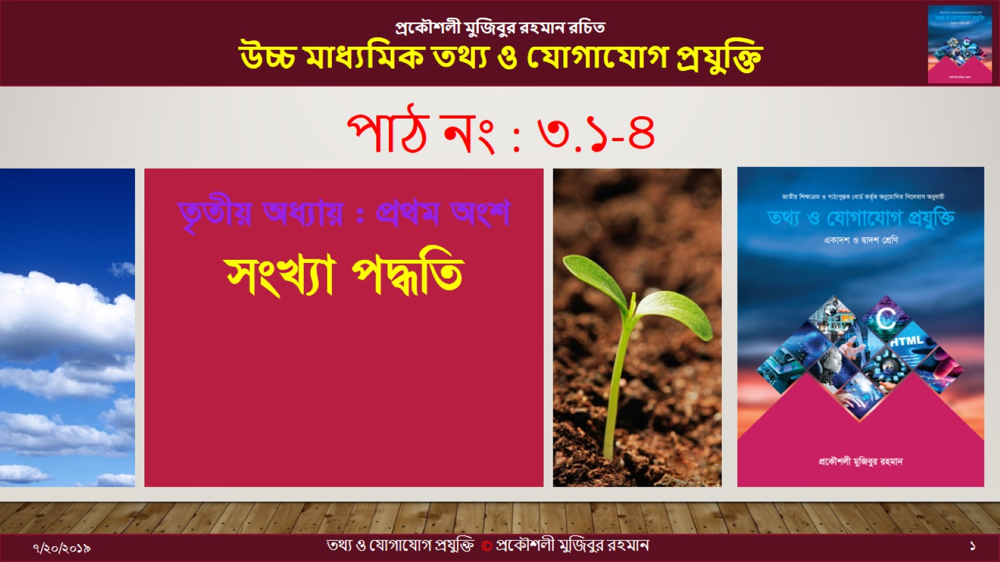 প্রকৌশলী মুজিবুর রহমান রচিত
উচ্চ মাধ্যমিক তথ্য ও যোগাযোগ প্রযুক্তি
পাঠ নং : ৩.১-৪
তৃতীয় অধ্যায় : প্রথম অংশ
সংখ্যা পদ্ধতি
জাতীয় শিক্ষাক্রম ও পাঠ্যপুস্তক বোর্ড কর্তৃক অনুমোদিত সিলেবাস অনুযায়ী
তথ্য ও যোগাযোগ প্রযুক্তি
একাদশ ও দ্বাদশ শ্রেণি
C
HTML
প্রকৌশলী মুজিবুর রহমান
৭/২০/২০১৯
তথ্য ও যোগাযোগ প্রযুক্তি © প্রকৌশলী মুজিবুর রহমান
১